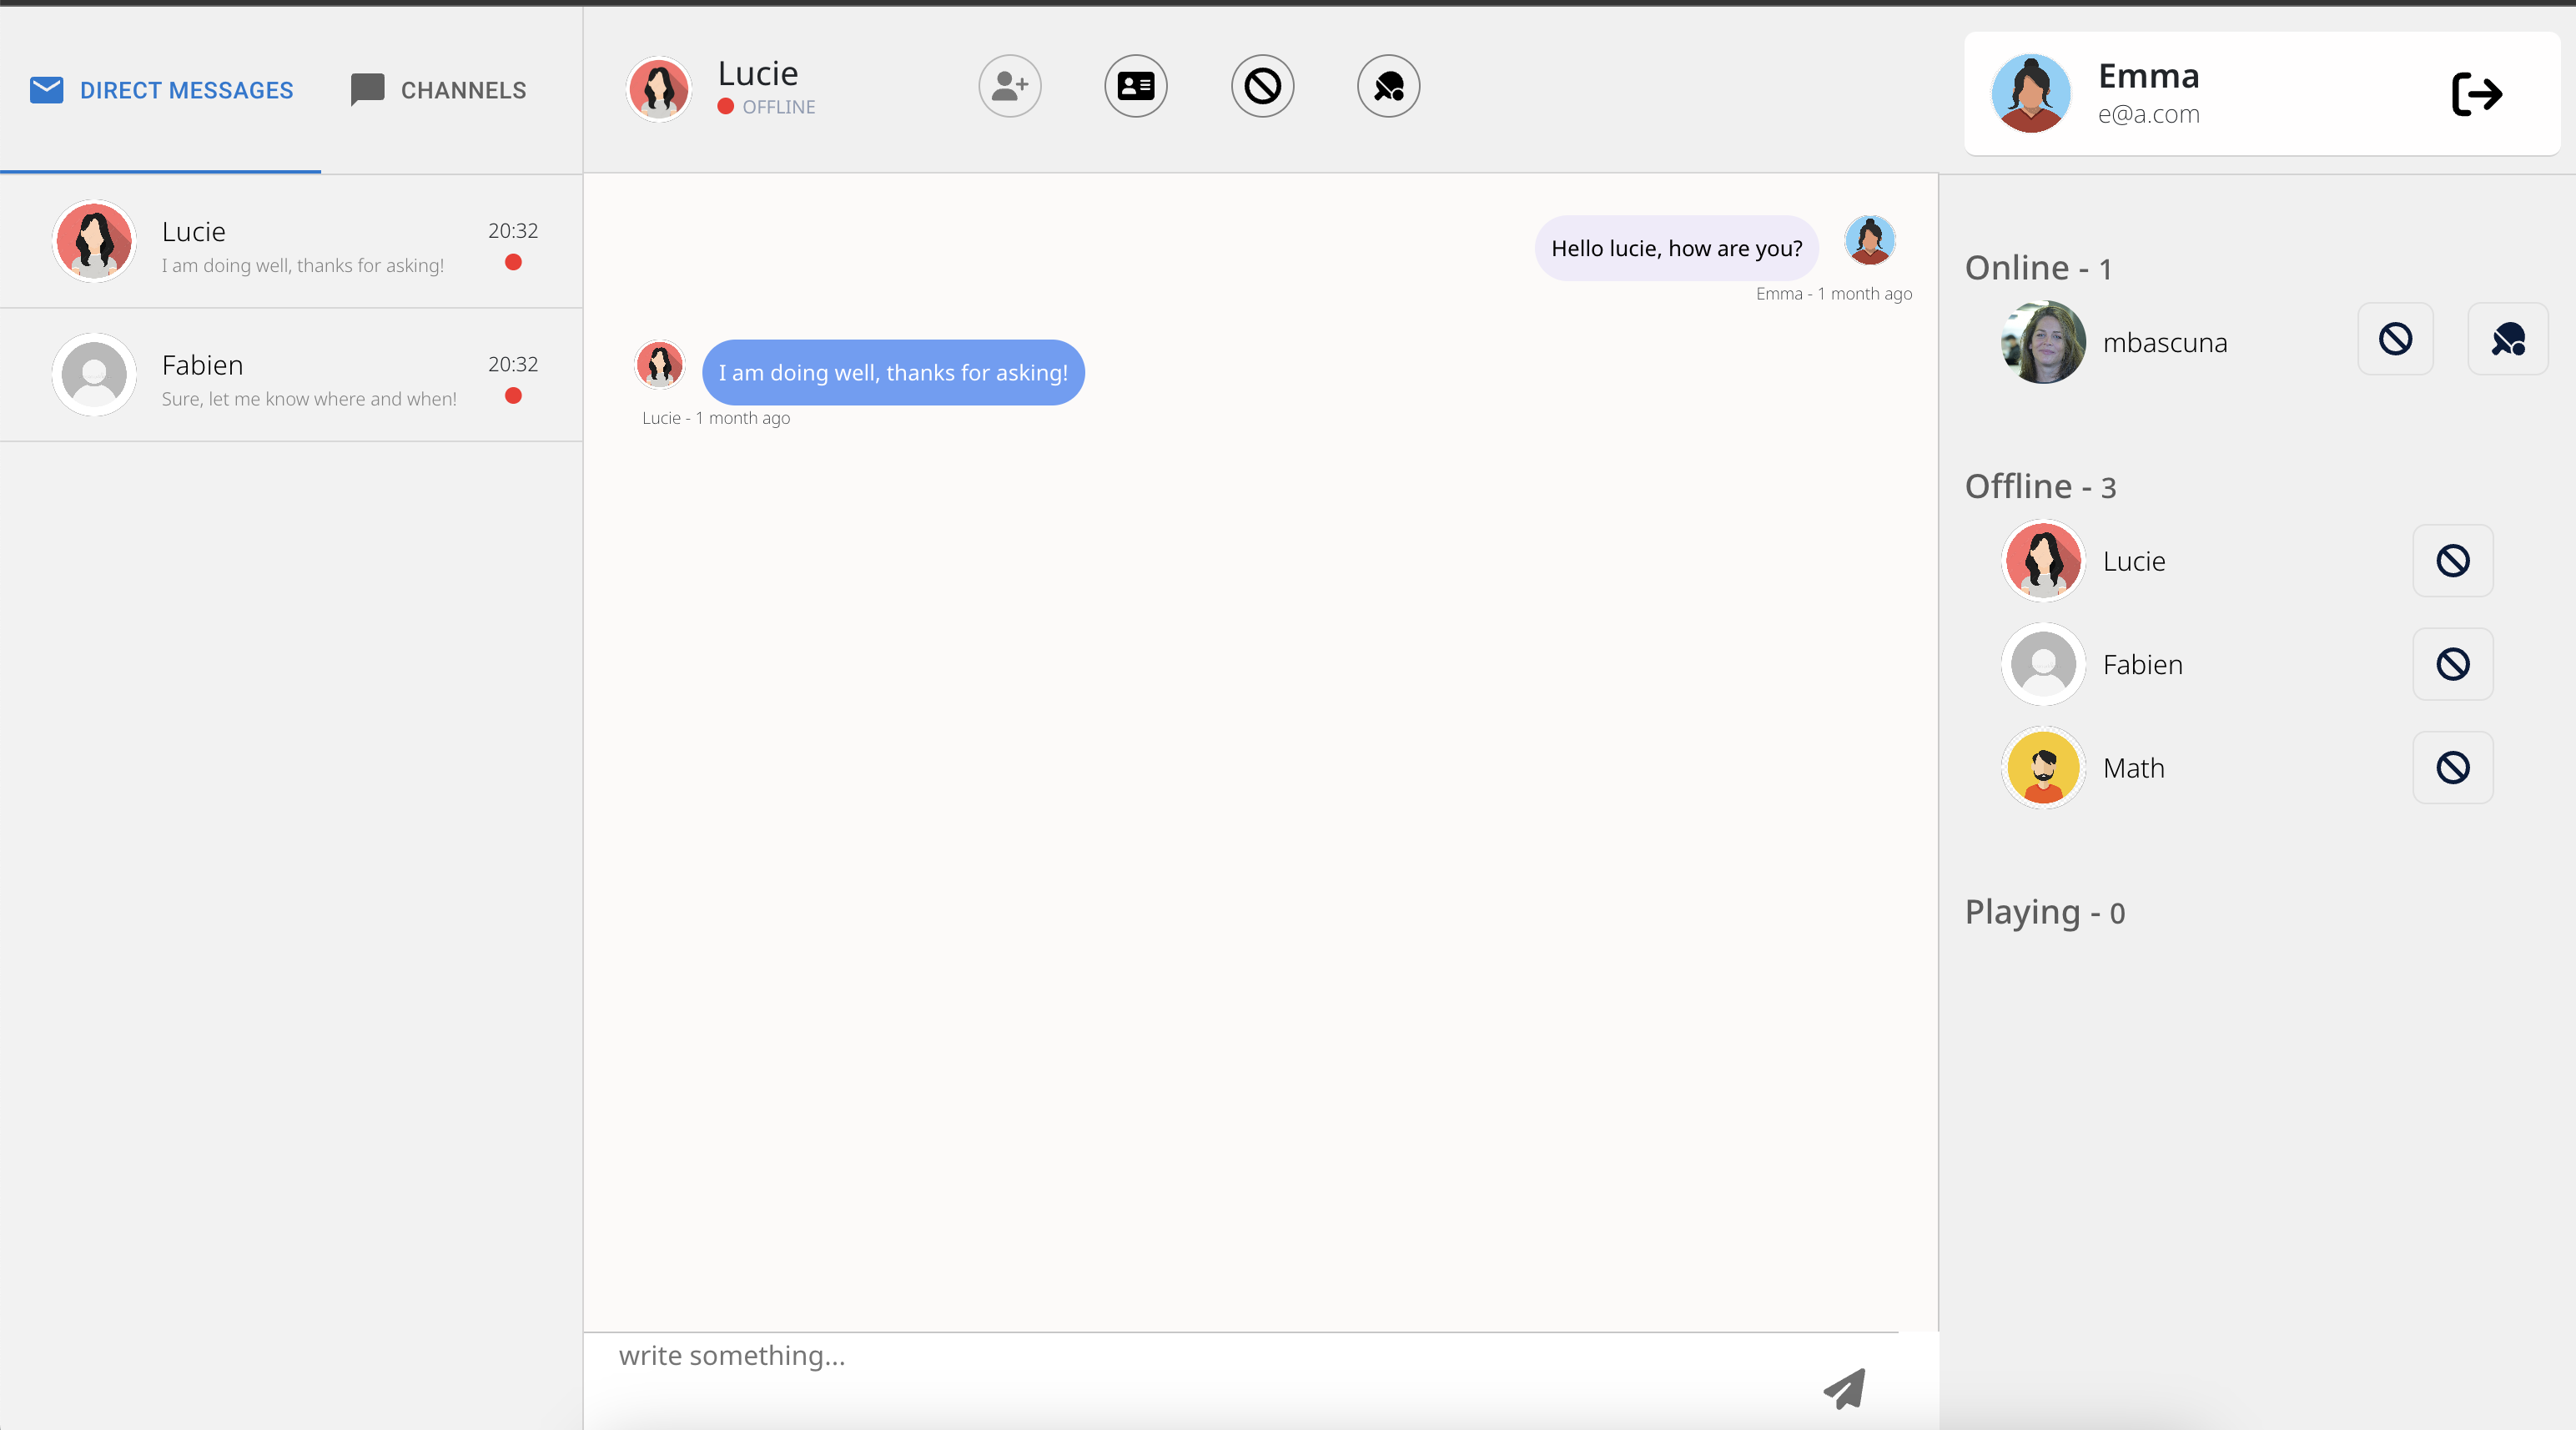 DIRECT MESSAGES
CHANNELS
Lucie
20:32
I am doing well, thanks for asking!
Fabien
20:32
Sure, let me know where and when!
Lucie
OFFLINE
Hello lucie, how are you?
Emma - 1 month ago
I am doing well, thanks for asking!
Lucie - 1 month ago
write something...
Emma
e@a.com
Online - 1
mbascuna
Offline - 3
Lucie
Fabien
Math
Playing - 0